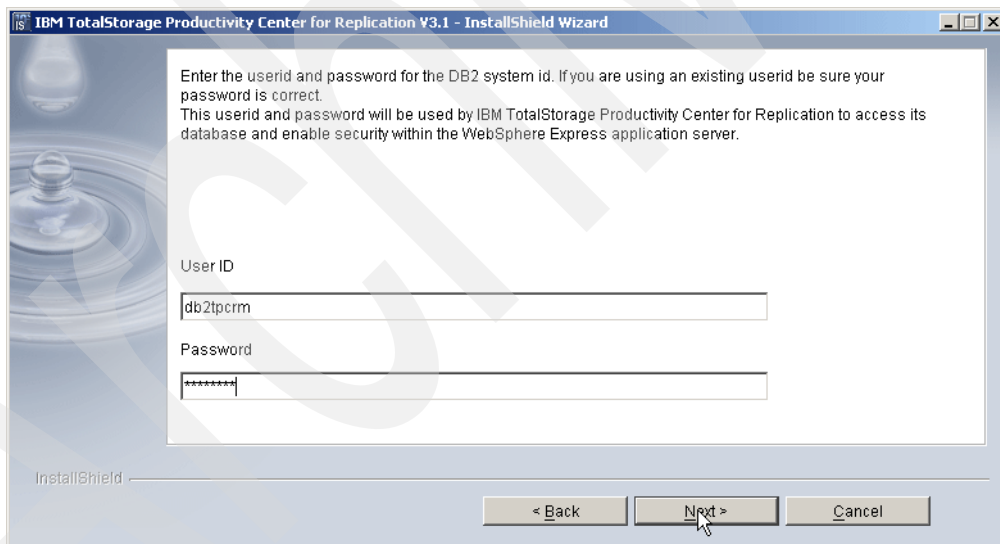 IBM TotalStorage Productivity Center for Replication V3.1 - InstallShield Wizard
Enter the userid and password for the DB2 system id. If you are using an existing userid be sure your
password is correct.
This userid and password will be used by IBM TotalStorage Productivity Center for Replication to access its
database and enable security within the WebSphere Express application server.
User ID
db2tpcrm
Password
********
InstallShield
< Back
Next >
Cancel